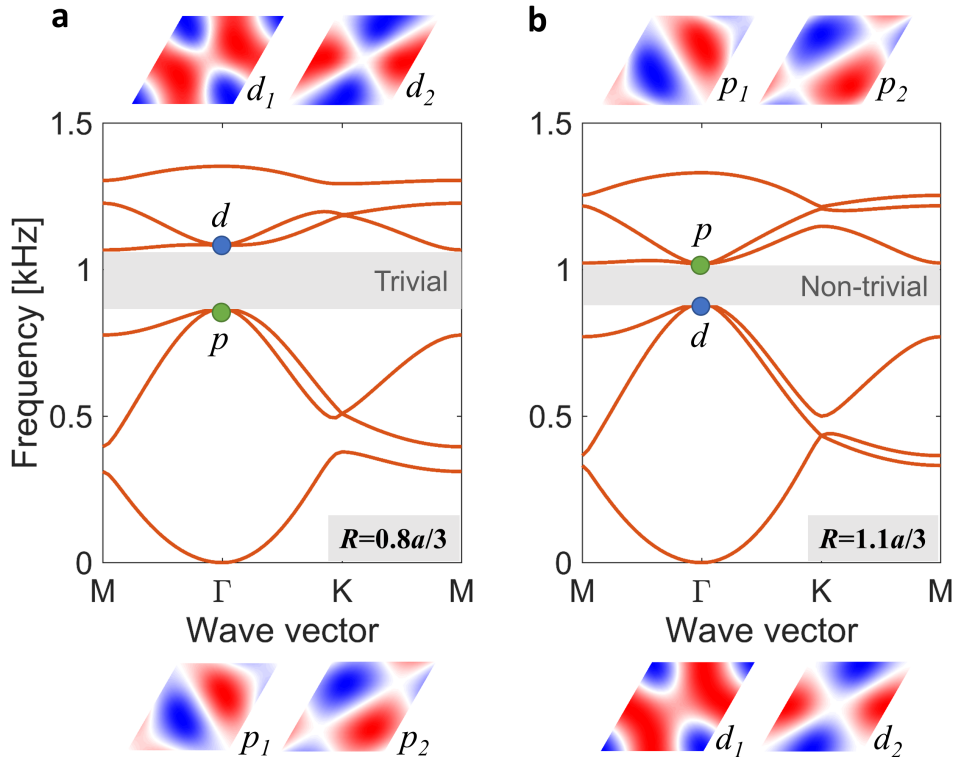 a
d1
d2
1.5
1
0.5
0
Frequency [kHz]
d
Trivial
p
R=0.8a/3
M
Γ
K
M
Wave vector
p1
p2
b
p1
p2
1.5
1
0.5
0
p
Non-trivial
d
R=1.1a/3
M
Γ
K
M
Wave vector
d1
d2